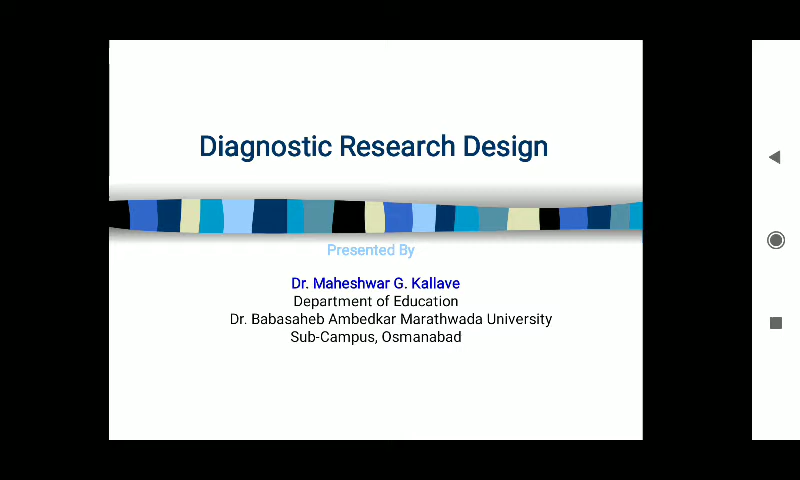 Diagnostic Research Design
Presented By
Dr. Maheshwar G. Kallave
Department of Education
Dr. Babasaheb Ambedkar Marathwada University
Sub-Campus, Osmanabad